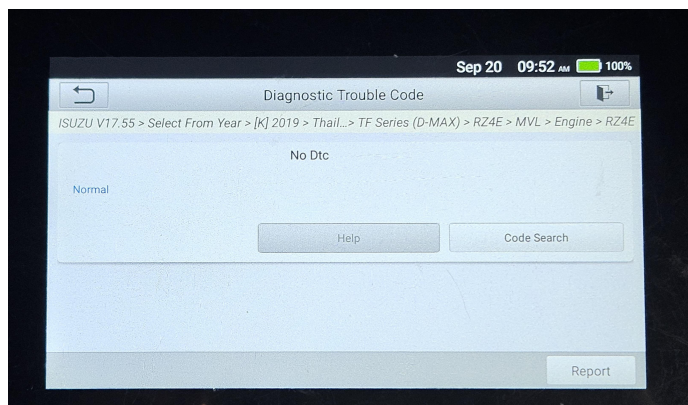 Sep 20 09:52 AM 100%
Diagnostic Trouble Code
ISUZU V17.55 > Select From Year > [K] 2019 > Thail...> TF Series (D-MAX) > RZ4E > MVL > Engine > RZ4E
No Dtc
Normal
Help Code Search
Report